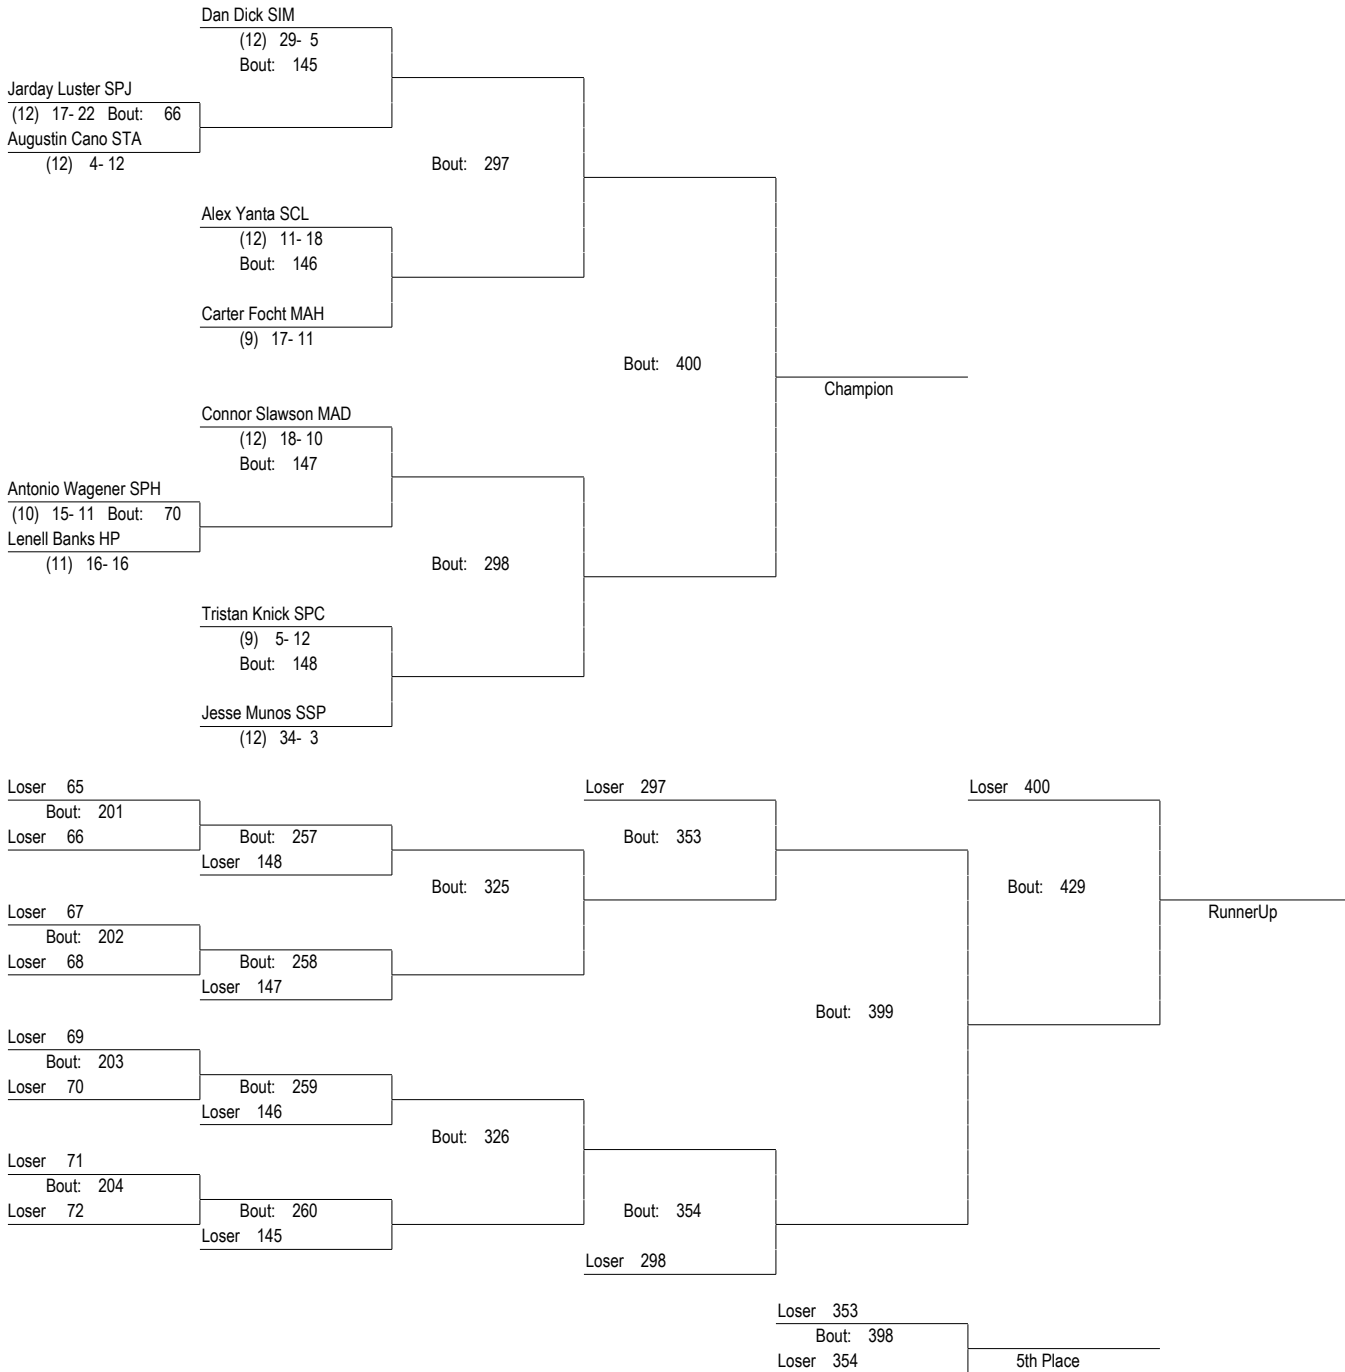 Dan Dick SIM
(12) 29- 5
Bout: 145
Jarday Luster SPJ
(12) 17- 22 Bout: 66
Augustin Cano STA
(12) 4- 12
Bout: 297
Alex Yanta SCL
(12) 11- 18
Bout: 146
Carter Focht MAH
(9) 17- 11
Bout: 400
Champion
Connor Slawson MAD
(12) 18- 10
Bout: 147
Antonio Wagener SPH
(10) 15- 11 Bout: 70
Lenell Banks HP
(11) 16- 16
Bout: 298
Tristan Knick SPC
(9) 5- 12
Bout: 148
Jesse Munos SSP
(12) 34- 3
Loser 65
Bout: 201
Loser 66
Bout: 257
Loser 148
Bout: 325
Loser 297
Bout: 353
Loser 400
Bout: 429
RunnerUp
Loser 67
Bout: 202
Loser 68
Bout: 258
Loser 147
Bout: 399
Loser 69
Bout: 203
Loser 70
Bout: 259
Loser 146
Bout: 326
Loser 71
Bout: 204
Loser 72
Bout: 260
Loser 145
Bout: 354
Loser 298
Loser 353
Bout: 398
Loser 354
5th Place